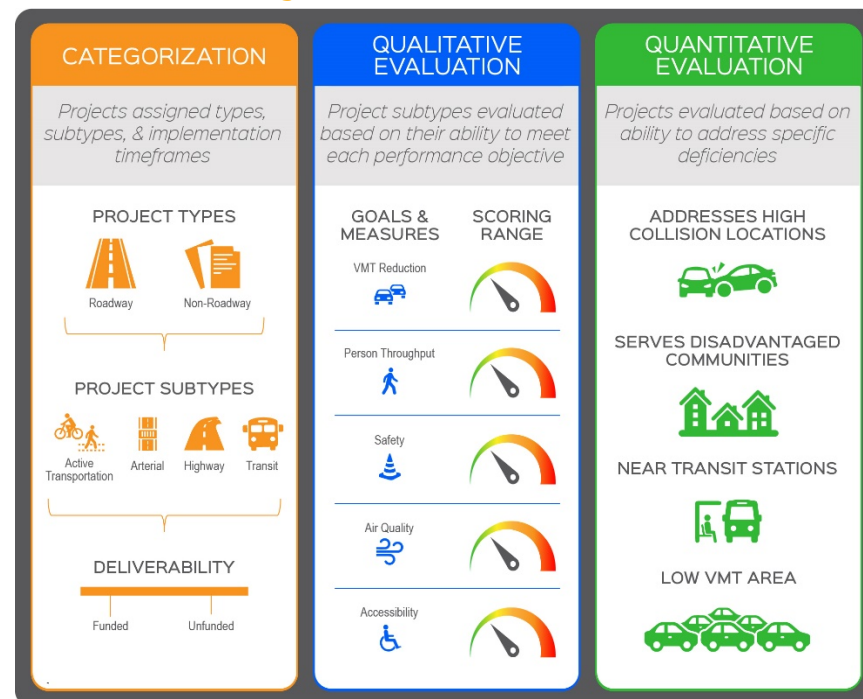 CATEGORIZATION
Projects assigned types,
subtypes, & implementation
timeframes
PROJECT TYPES
Roadway
Non-Roadway
PROJECT SUBTYPES
Active
Transportation
Arterial
Highway
Transit
DELIVERABILITY
Funded
Unfunded
QUALITATIVE
EVALUATION
Project subtypes evaluated
based on their ability to meet
each performance objective
GOALS &
MEASURES
SCORING
RANGE
VMT Reduction
Person Throughput
Safety
Air Quality
Accessibility
QUANTITATIVE
EVALUATION
Projects evaluated based on
ability to address specific
deficiencies
ADDRESSES HIGH
COLLISION LOCATIONS
SERVES DISADVANTAGED
COMMUNITIES
NEAR TRANSIT STATIONS
LOW VMT AREA